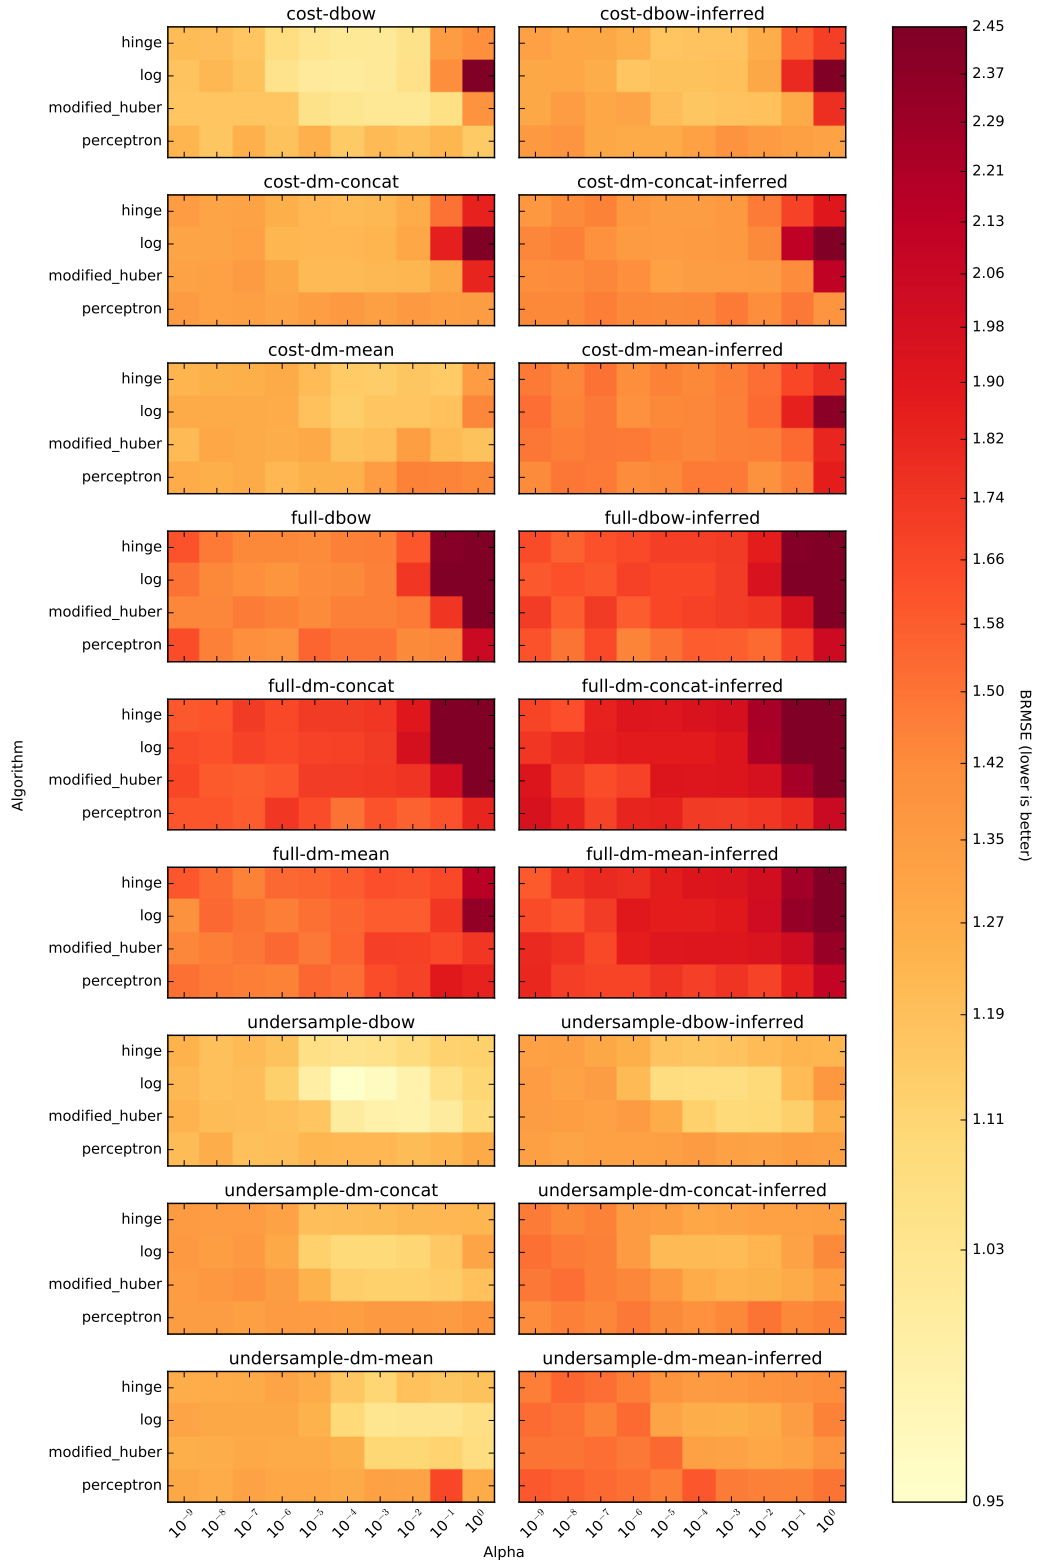 cost-dbow
cost-dbow-inferred
hinge
log
modified_huber
perceptron
cost-dm-concat
cost-dm-concat-inferred
hinge
log
modified_huber
perceptron
cost-dm-mean
cost-dm-mean-inferred
hinge
log
modified_huber
perceptron
full-dbow
full-dbow-inferred
hinge
log
modified_huber
perceptron
full-dm-concat
full-dm-concat-inferred
hinge
log
modified_huber
perceptron
full-dm-mean
full-dm-mean-inferred
hinge
log
modified_huber
perceptron
undersample-dbow
undersample-dbow-inferred
hinge
log
modified_huber
perceptron
undersample-dm-concat
undersample-dm-concat-inferred
hinge
log
modified_huber
perceptron
undersample-dm-mean
undersample-dm-mean-inferred
hinge
log
modified_huber
perceptron
10⁻⁹ 10⁻⁸ 10⁻⁷ 10⁻⁶ 10⁻⁵ 10⁻⁴ 10⁻³ 10⁻² 10⁻¹ 10⁰
10⁻⁹ 10⁻⁸ 10⁻⁷ 10⁻⁶ 10⁻⁵ 10⁻⁴ 10⁻³ 10⁻² 10⁻¹ 10⁰
Alpha
Algorithm
2.45
2.37
2.29
2.21
2.13
2.06
1.98
1.90
1.82
1.74
1.66
1.58
1.50
1.42
1.35
1.27
1.19
1.11
1.03
0.95
BRMSE (lower is better)